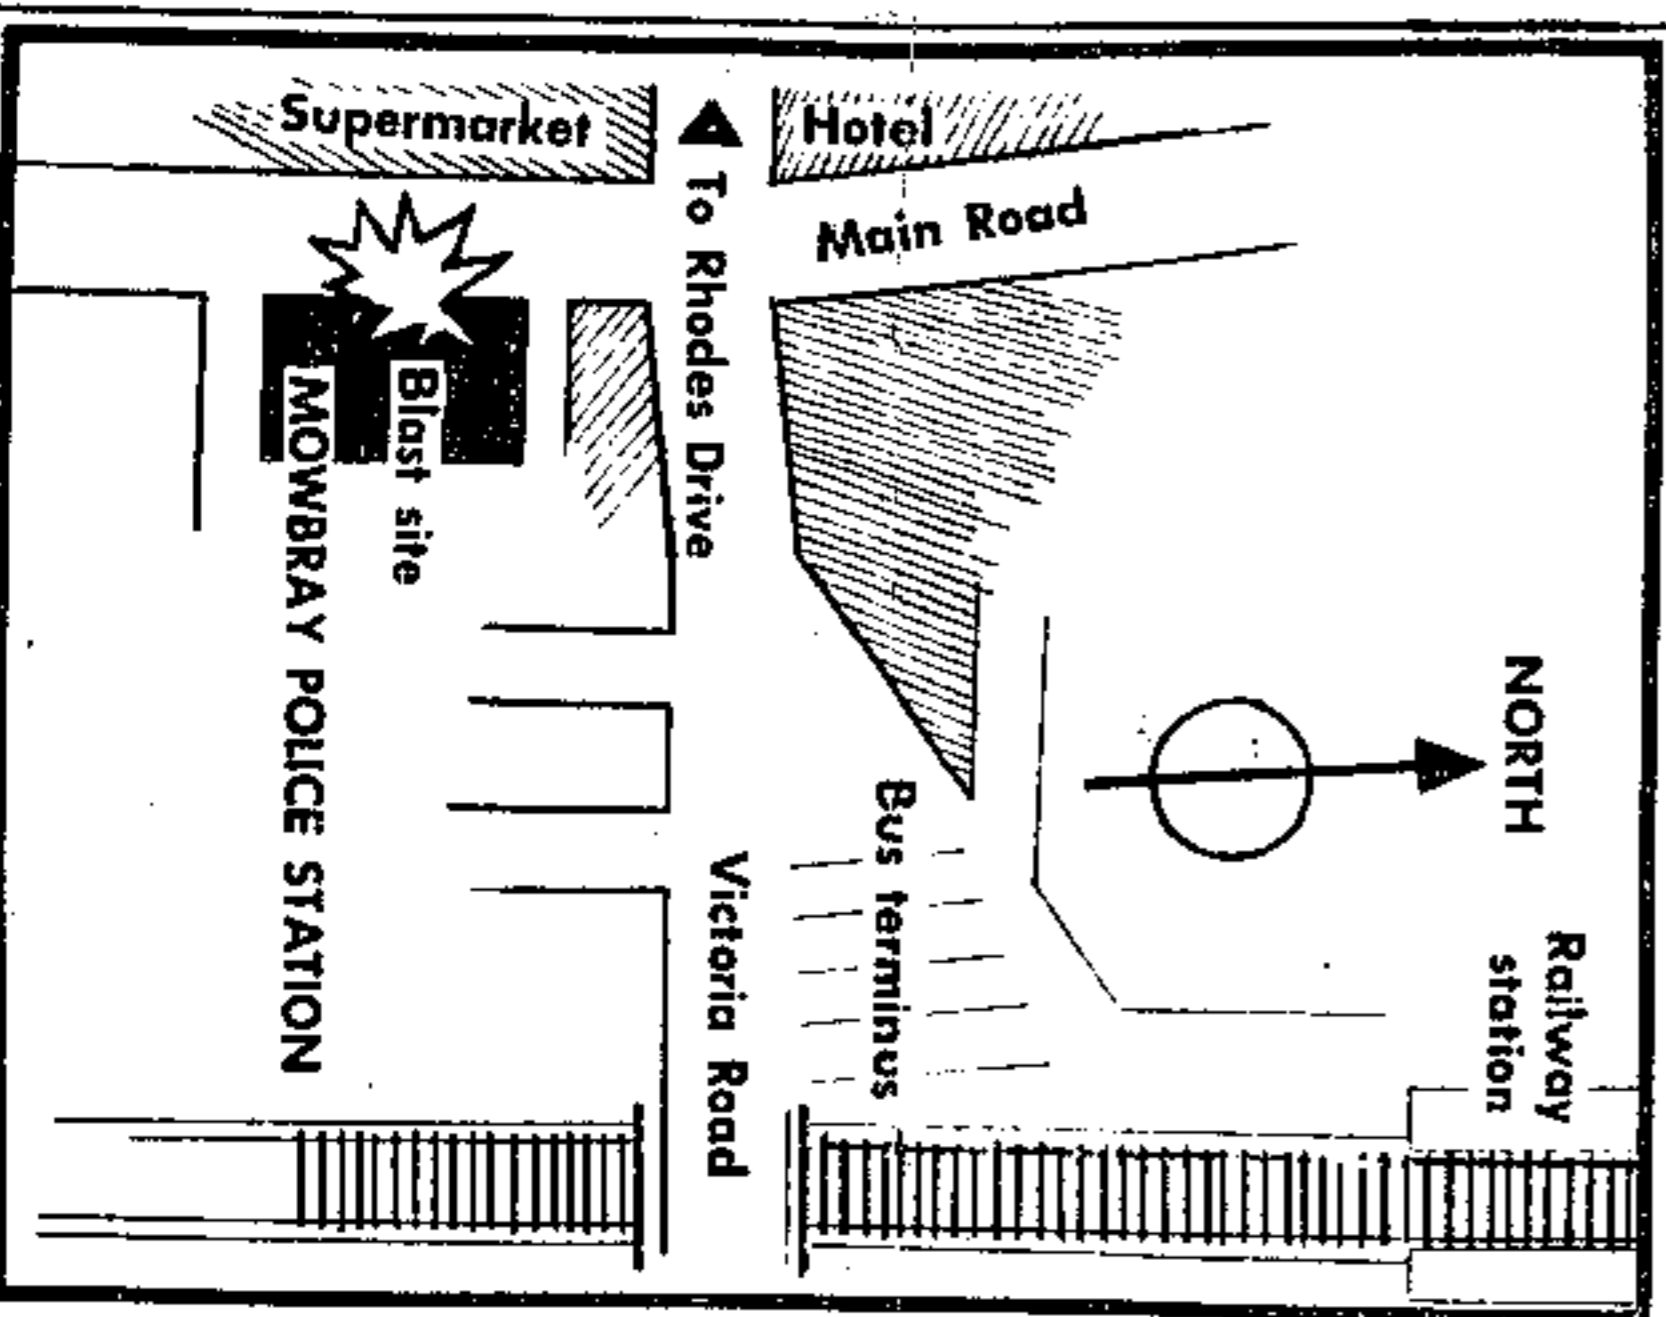 Supermarket
Hotel
To Rhodes Drive
Main Road
Blast site
MOWBRAY POLICE STATION
NORTH
Bus terminus
Victoria Road
Railway
station